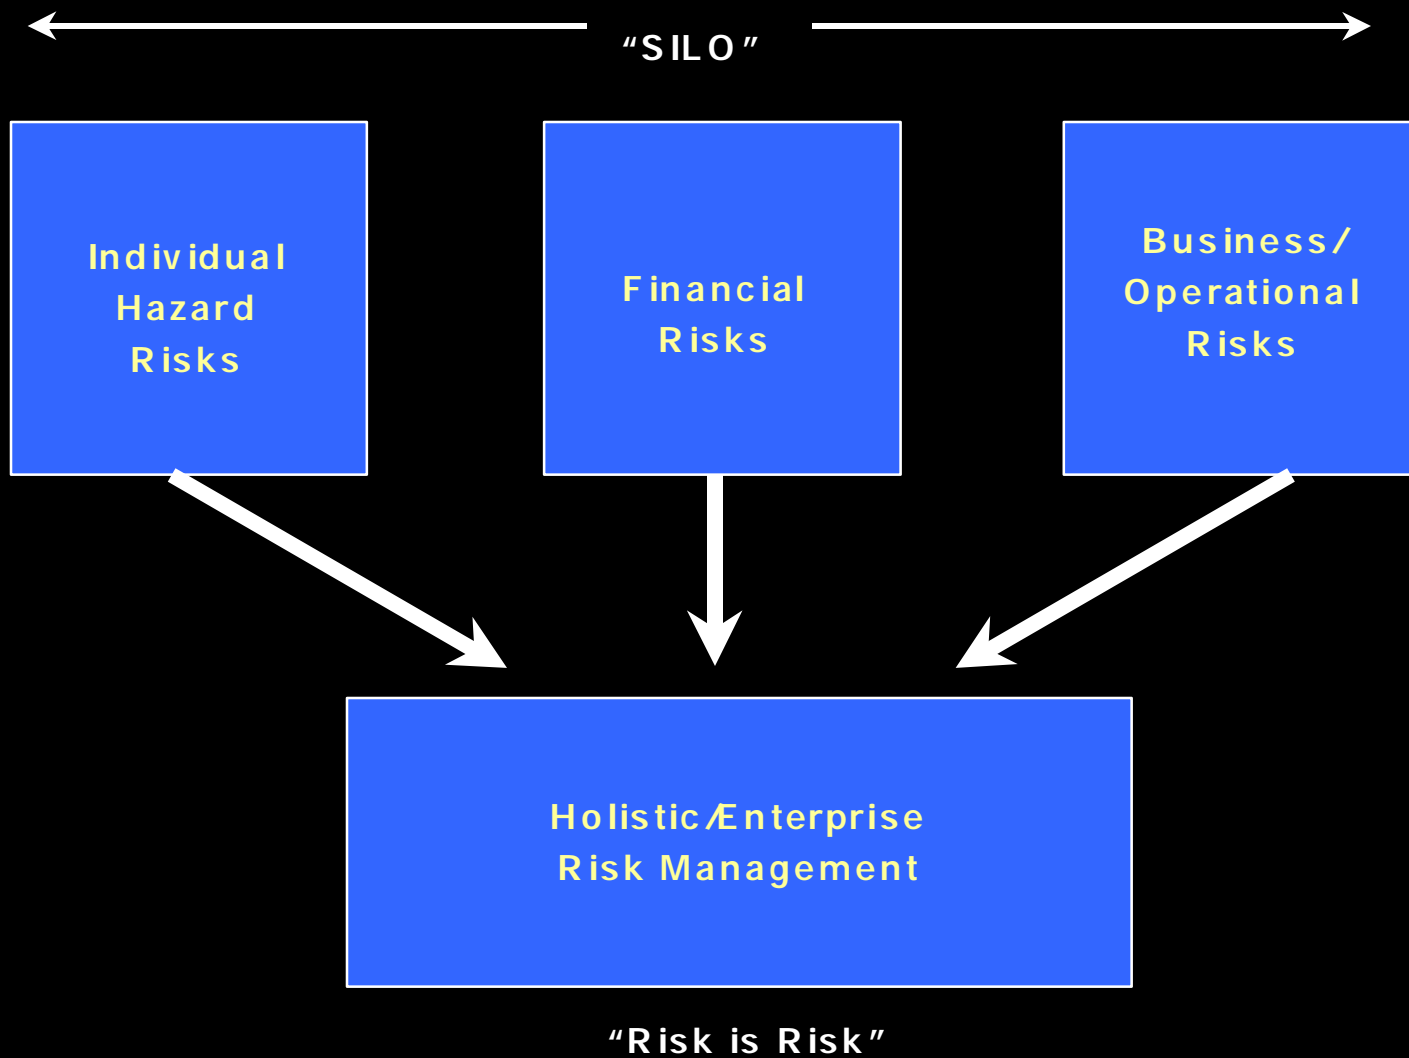 “SILO”
Individual
Hazard
Risks
Financial
Risks
Business/
Operational
Risks
Holistic/Enterprise
Risk Management
“Risk is Risk”